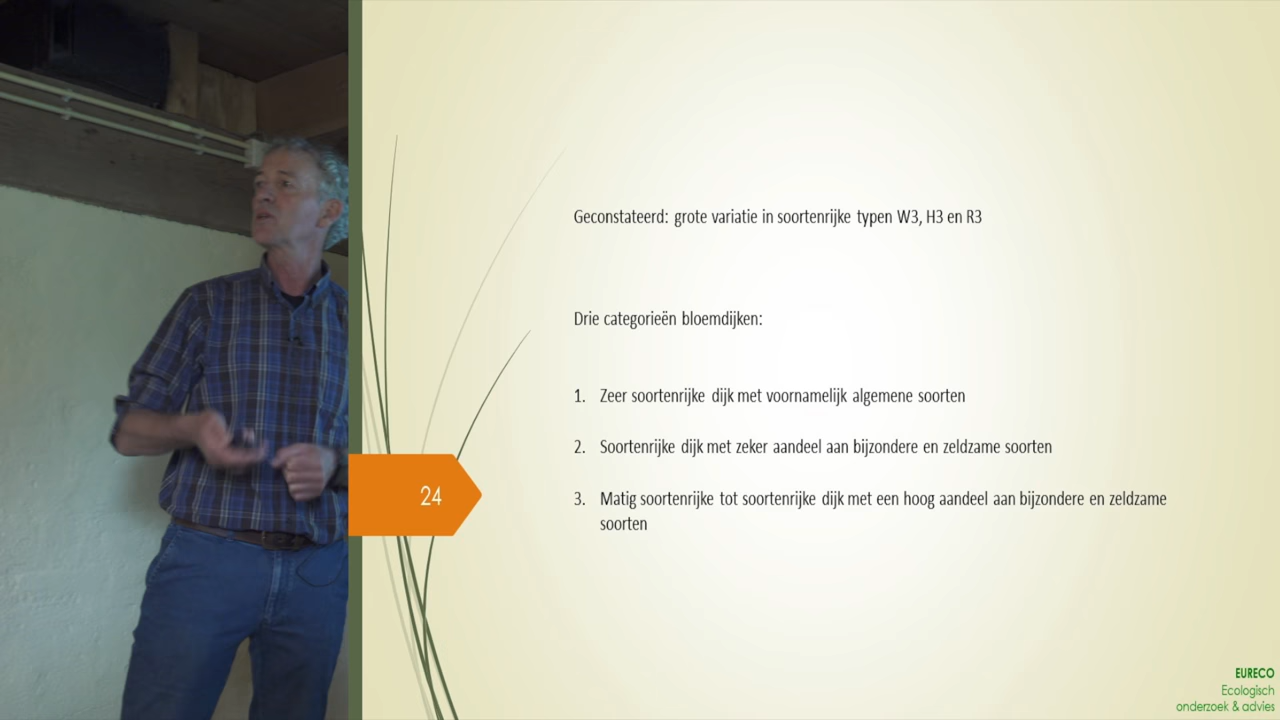 Geconstateerd: grote variatie in soortenrijke typen W3, H3 en R3
Drie categorieën bloemdijken:
1. Zeer soortenrijke dijk met voornamelijk algemene soorten
2. Soortenrijke dijk met zeker aandeel aan bijzondere en zeldzame soorten
3. Matig soortenrijke tot soortenrijke dijk met een hoog aandeel aan bijzondere en zeldzame
soorten
24
EURECO
Ecologisch
onderzoek & advies